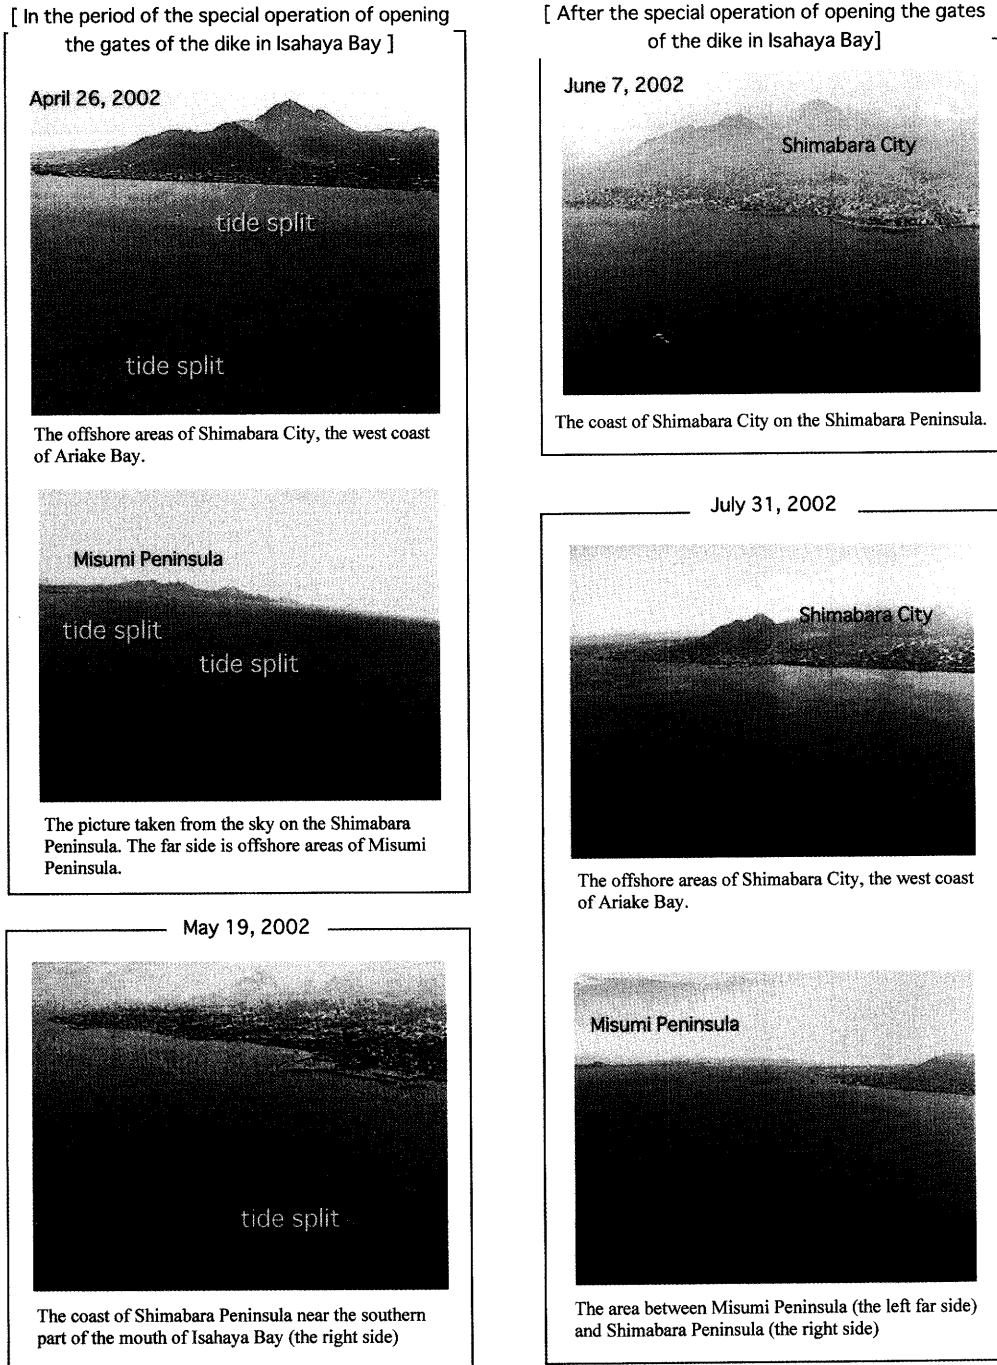 [ In the period of the special operation of opening
the gates of the dike in Isahaya Bay ]
April 26, 2002
tide split
tide split
The offshore areas of Shimabara City, the west coast
of Ariake Bay.
Misumi Peninsula
tide split
tide split
The picture taken from the sky on the Shimabara
Peninsula. The far side is offshore areas of Misumi
Peninsula.
May 19, 2002
tide split
The coast of Shimabara Peninsula near the southern
part of the mouth of Isahaya Bay (the right side)
[ After the special operation of opening the gates
of the dike in Isahaya Bay]
June 7, 2002
Shimabara City
The coast of Shimabara City on the Shimabara Peninsula.
July 31, 2002
Shimabara City
The offshore areas of Shimabara City, the west coast
of Ariake Bay.
Misumi Peninsula
The area between Misumi Peninsula (the left far side)
and Shimabara Peninsula (the right side)